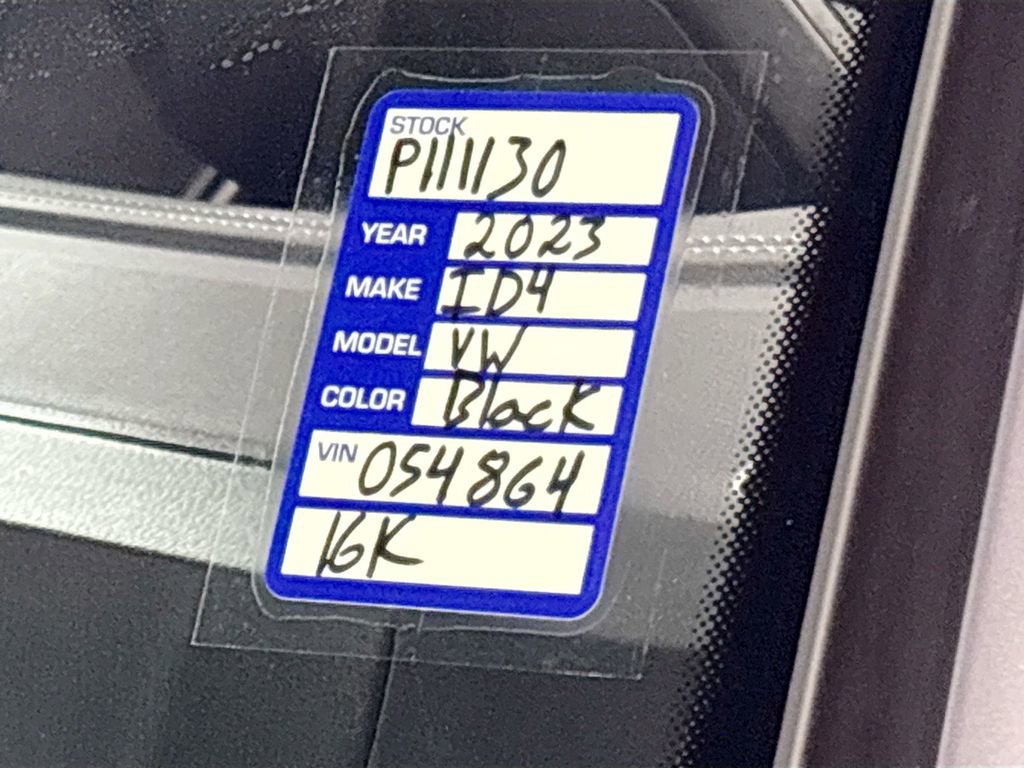 STOCK
P111130
YEAR 2023
MAKE ID4
MODEL VW
COLOR Black
VIN 054864
16K